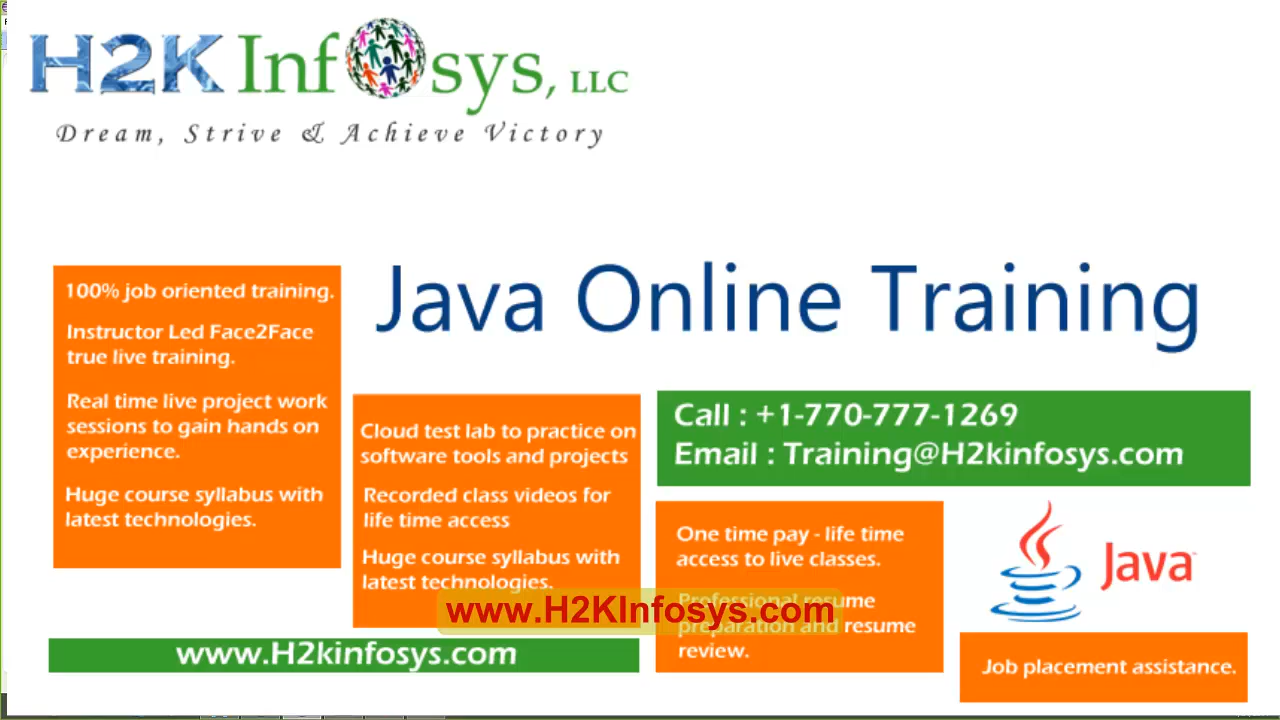 H2K Infosys, LLC
Dream, Strive & Achieve Victory
Java Online Training
100% job oriented training.
Instructor Led Face2Face
true live training.
Real time live project work
sessions to gain hands on
experience.
Huge course syllabus with
latest technologies.
Cloud test lab to practice on
software tools and projects
Recorded class videos for
life time access
Huge course syllabus with
latest technologies.
Call : +1-770-777-1269
Email : Training@H2kinfosys.com
One time pay - life time
access to live classes.
Professional resume
preparation and resume
review.
Java
Job placement assistance.
www.H2KInfosys.com
www.H2kinfosys.com